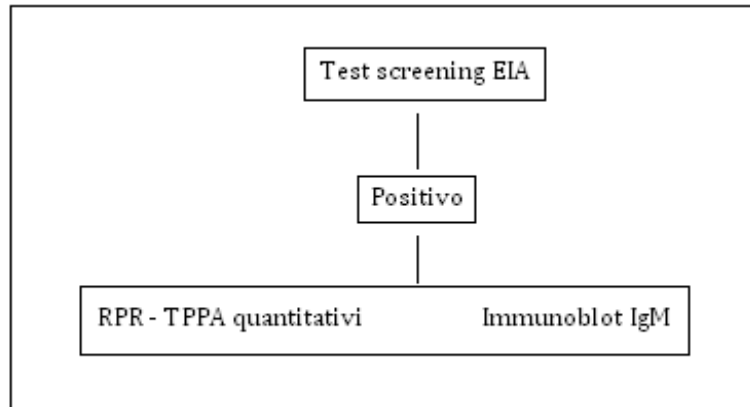 Test screening EIA
Positivo
RPR - TPPA quantitativi Immunoblot IgM